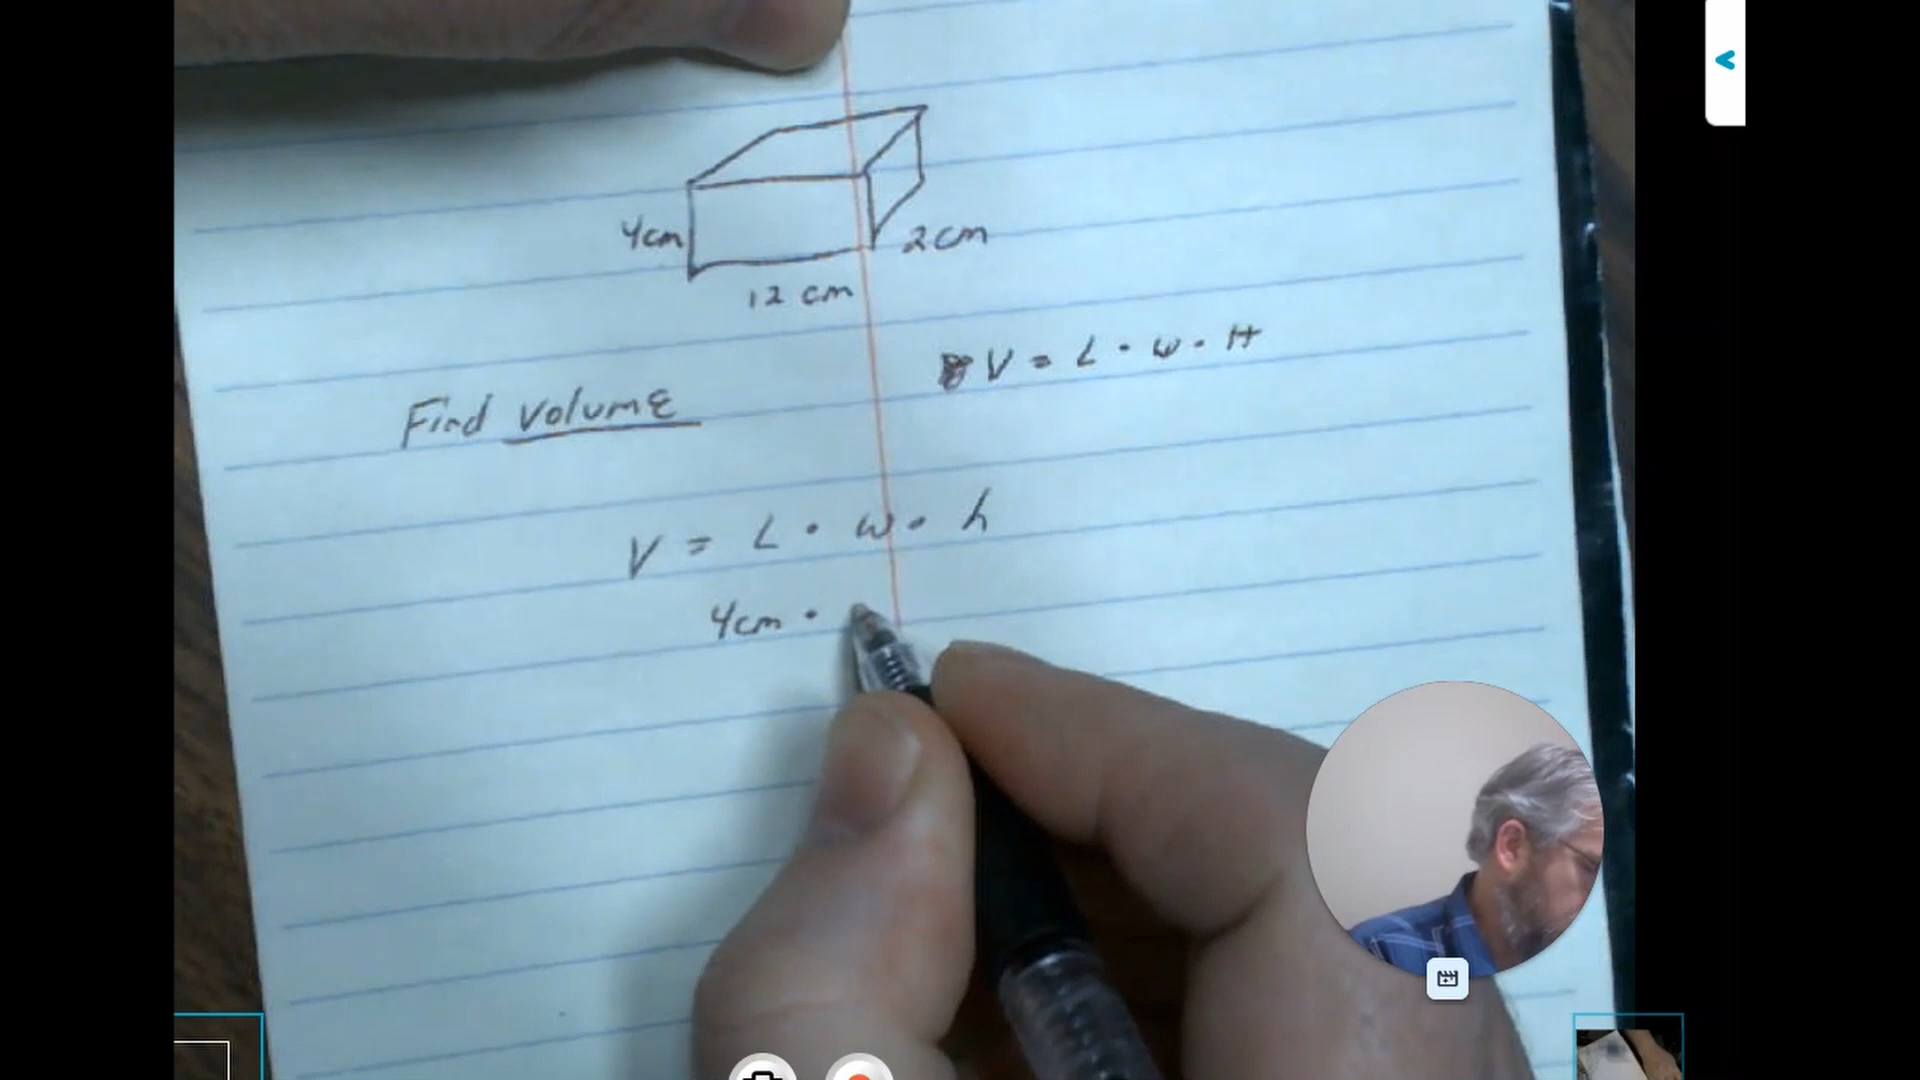 4cm
2cm
12 cm
V = L · w · H
Find Volume
V = L · w · h
4cm ·